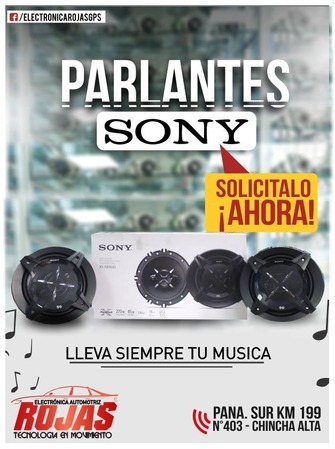 /ELECTRONICAROJASGPS
PARLANTES
SONY
SOLICITALO
¡AHORA!
SONY
LLEVA SIEMPRE TU MUSICA
ELECTRÓNICA AUTOMOTRIZ
ROJAS
TECNOLOGÍA EN MOVIMIENTO
PANA. SUR KM 199
N°403 - CHINCHA ALTA